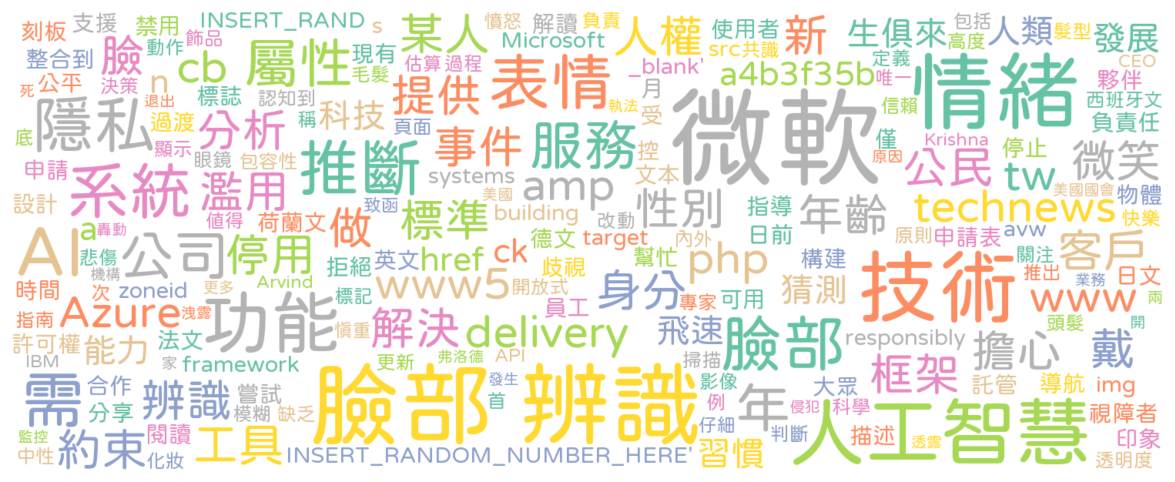 刻板 支援 禁用 飾品 INSERT_RAND s 憤怒 解讀 負責 使用者 生俱來 包括 人類 髮型
整合到 臉 動作 cb 屬性 某人 Microsoft 人權 src 共識 新 定義 高度 發展 CEO
死 公平 決策 n 現有 毛髮 估算 過程 表情 _blank' a4b3f35b 唯一 情緒 夥伴
隱私 退出 標誌 認知到 稱 科技 提供 執法 月 受 微軟 信賴 西班牙文 負責任
底 過渡 分析 頁面 事件 服務 控 文本 僅 原因 Krishna 停止 微笑
申請 顯示 眼鏡 包容性 推斷 systems 美國 amp 性別 公民 tw 美國國會 物體
設計 系統 濫用 值得 荷蘭文 做 致函 標準 building 改動 指導 年齡 technews 快樂
AI a 轟動 公司 停用 href ck 德文 target 內外 日前 原則 申請表 avw 關注 客戶
悲傷 機構 更多 Arvind 拒絕 英文 歧視 幫忙 php 構建 推出 日文
時間 次 zoneid 功能 標記 www5 開放式 身分 專家 可用 猜測 技術 www 業務 兩
指南 Azure 洩露 慎重 解決 delivery 員工 飛速 臉部 responsibly 擔心 頭髮 開
許可權 能力 法文 更新 弗洛德 API 掃描 戴
IBM 家 framework 發生 影像 大眾 框架 託管 導航 img
需 合作 辨識 嘗試 臉部 辨識 首 例 侵犯 科學 年 人工智慧 視障者
分享 模糊 缺乏 仔細 判斷 描述 印象
監控 中性 約束 閱讀 化妝 工具 INSERT_RANDOM_NUMBER_HERE' 習慣 透露 透明度